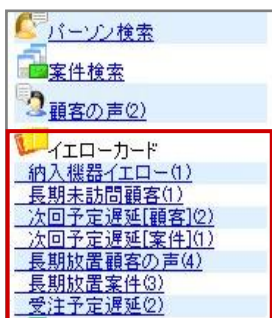 パーソン検索
案件検索
顧客の声(2)
イエローカード
納入機器イエロー(1)
長期未訪問顧客(1)
次回予定遅延[顧客](2)
次回予定遅延[案件](1)
長期放置顧客の声(4)
長期放置案件(3)
受注予定遅延(2)